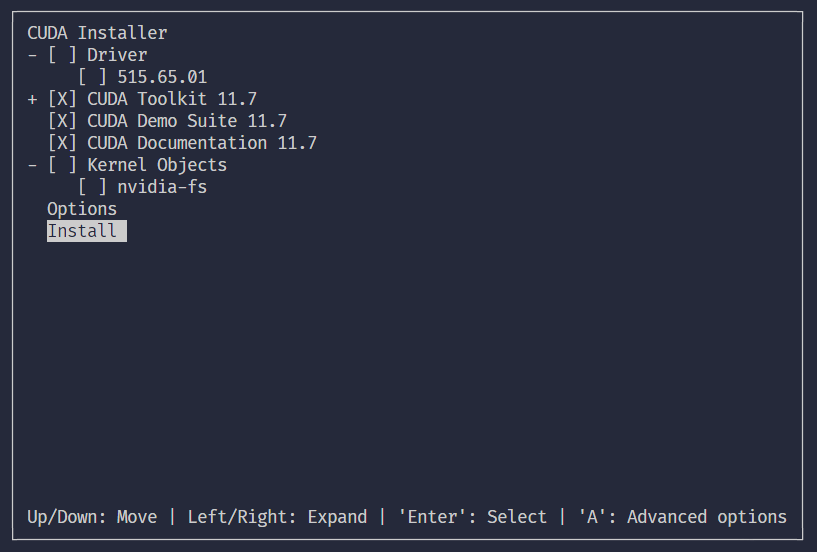 CUDA Installer
- [ ] Driver
[ ] 515.65.01
+ [X] CUDA Toolkit 11.7
[X] CUDA Demo Suite 11.7
[X] CUDA Documentation 11.7
- [ ] Kernel Objects
[ ] nvidia-fs
Options
Install
Up/Down: Move | Left/Right: Expand | 'Enter': Select | 'A': Advanced options